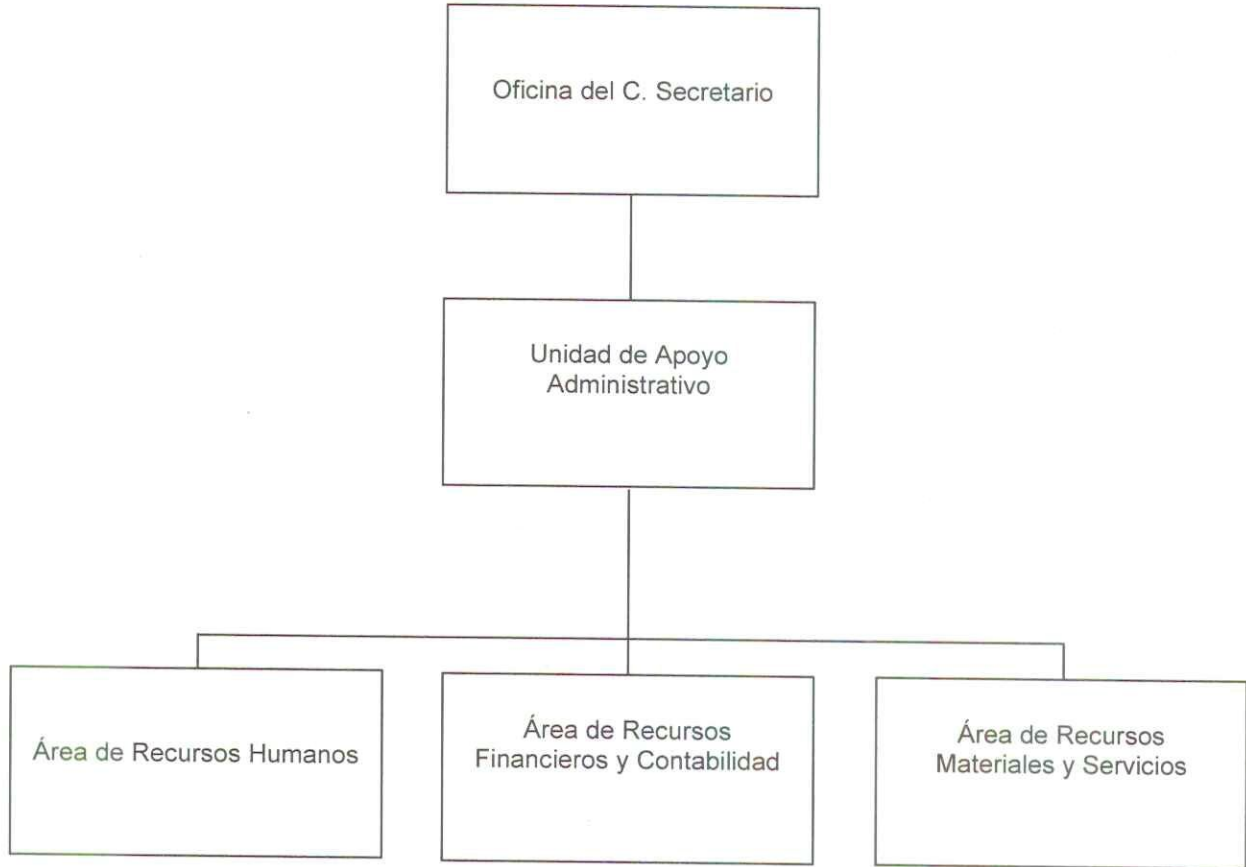 Oficina del C. Secretario
Unidad de Apoyo
Administrativo
Área de Recursos Humanos
Área de Recursos
Financieros y Contabilidad
Área de Recursos
Materiales y Servicios